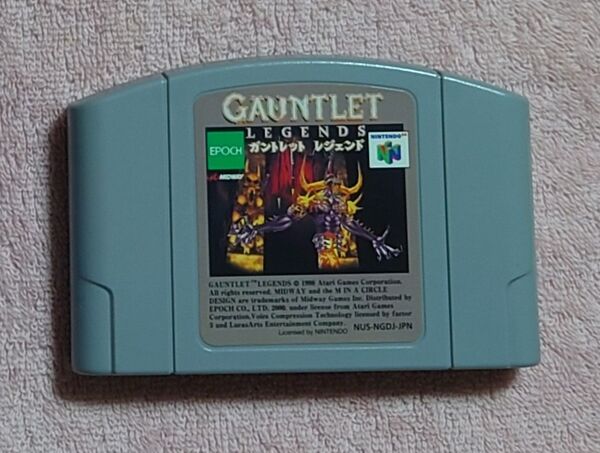 GAUNTLET
LEGENDS
ガントレット レジェンド
EPOCH
MIDWAY
NINTENDO64
GAUNTLET™ LEGENDS © 1998 Atari Games Corporation.
All rights reserved. MIDWAY and the M IN A CIRCLE
DESIGN are trademarks of Midway Games Inc. Distributed by
EPOCH CO., LTD. 2000. under license from Atari Games
Corporation. Voice Compression Technology licensed by factor
5 and LucasArts Entertainment Company.
Licensed by NINTENDO
NUS-NGDJ-JPN